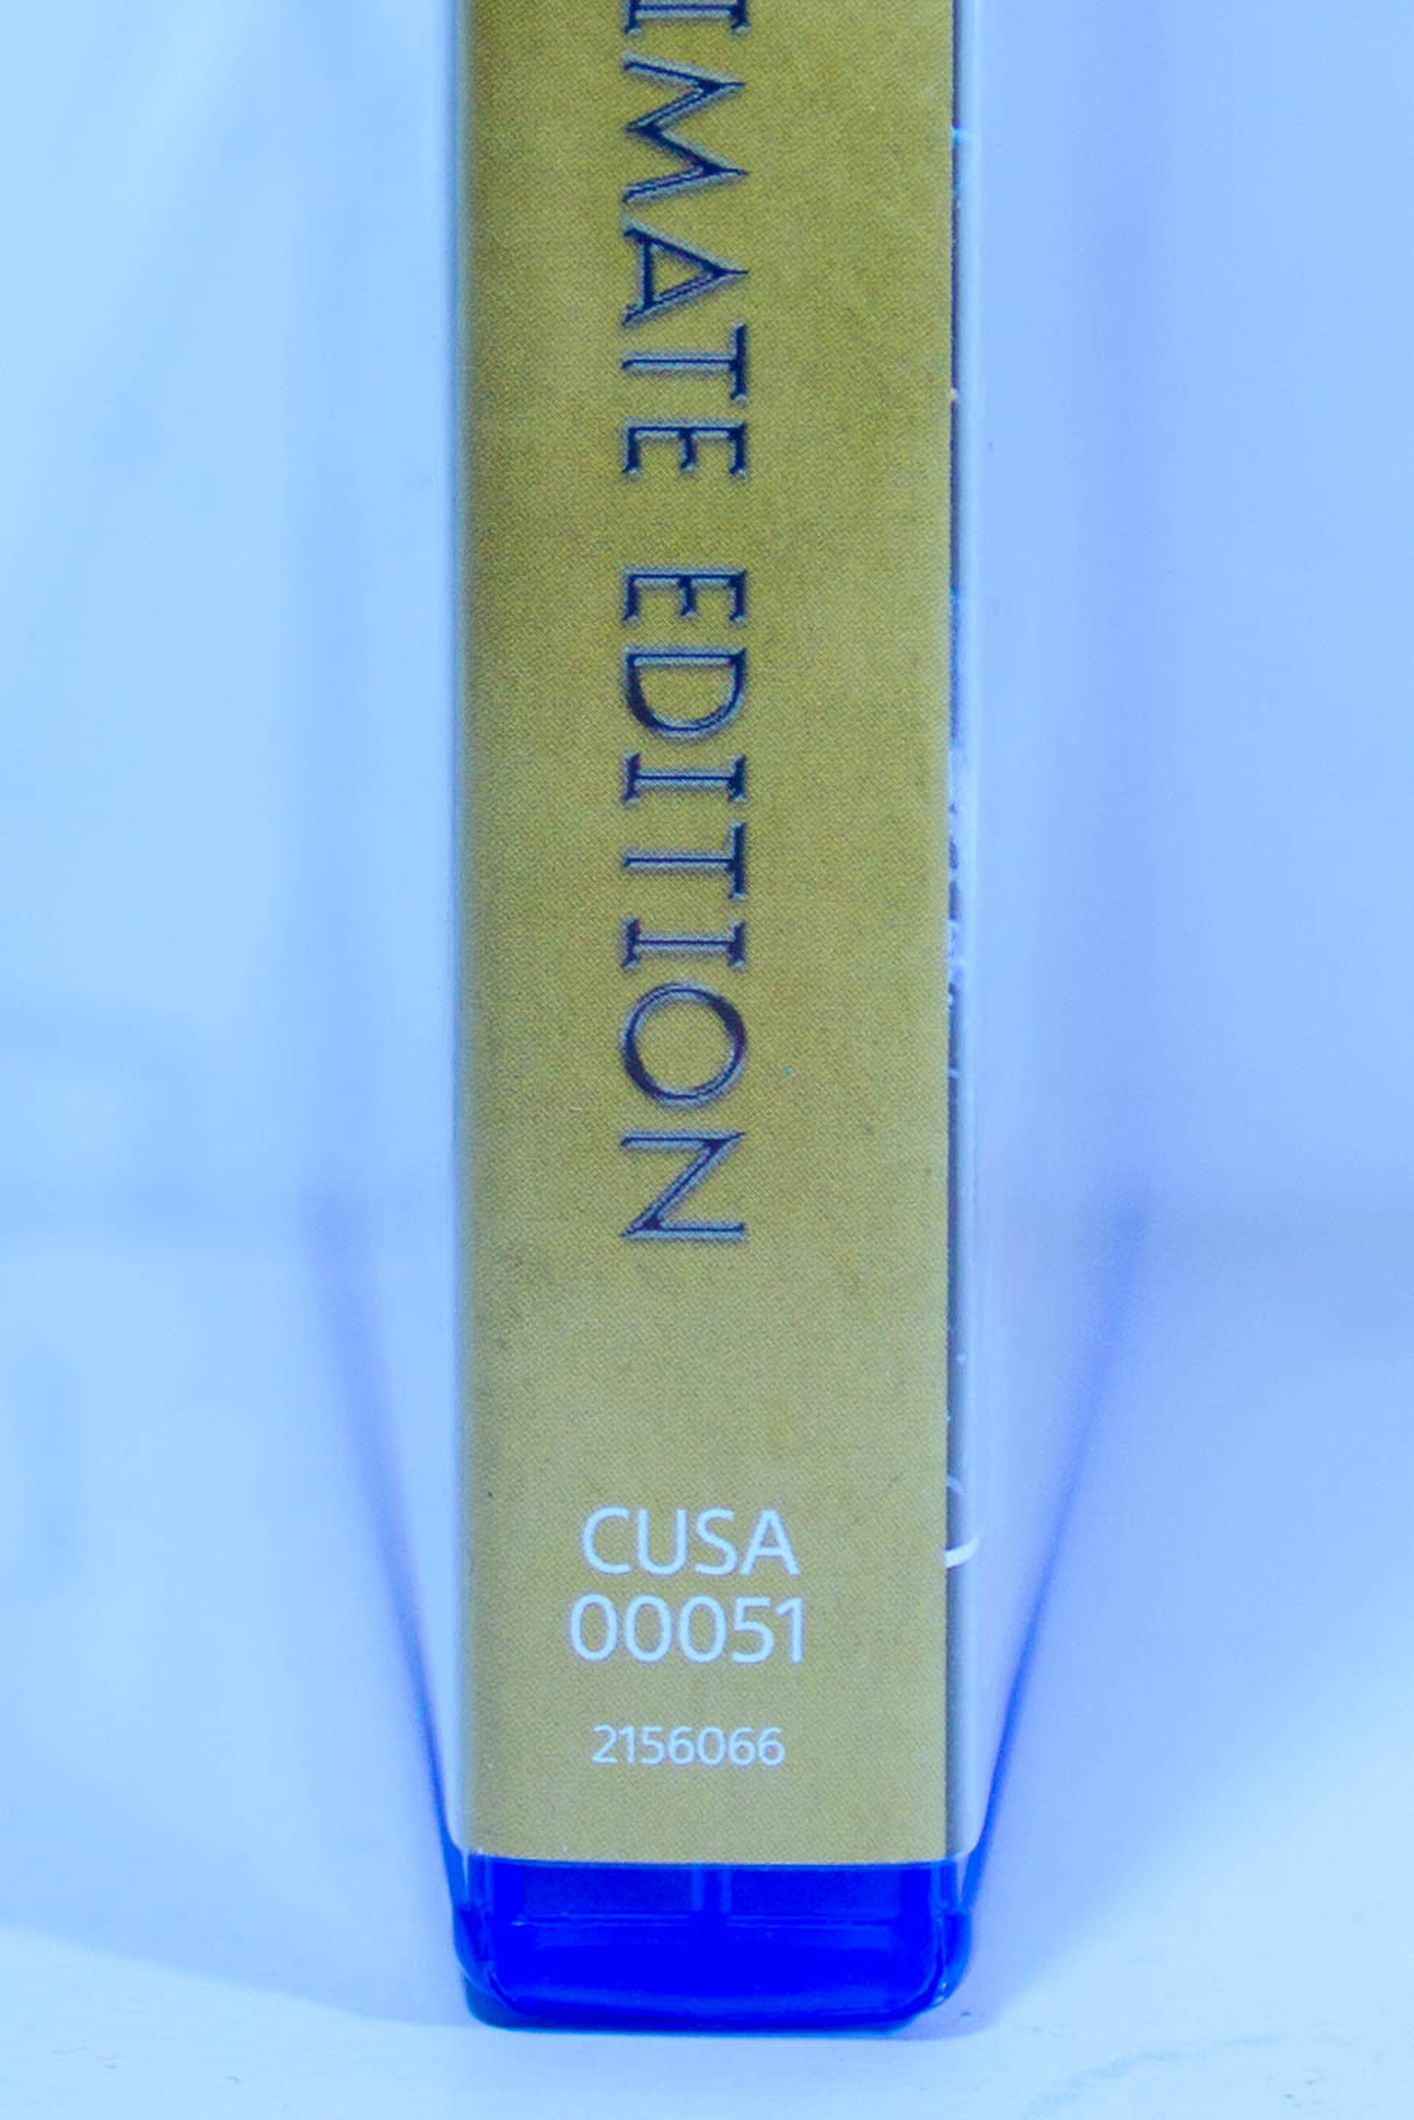 IMATE EDITION
CUSA
00051
2156066